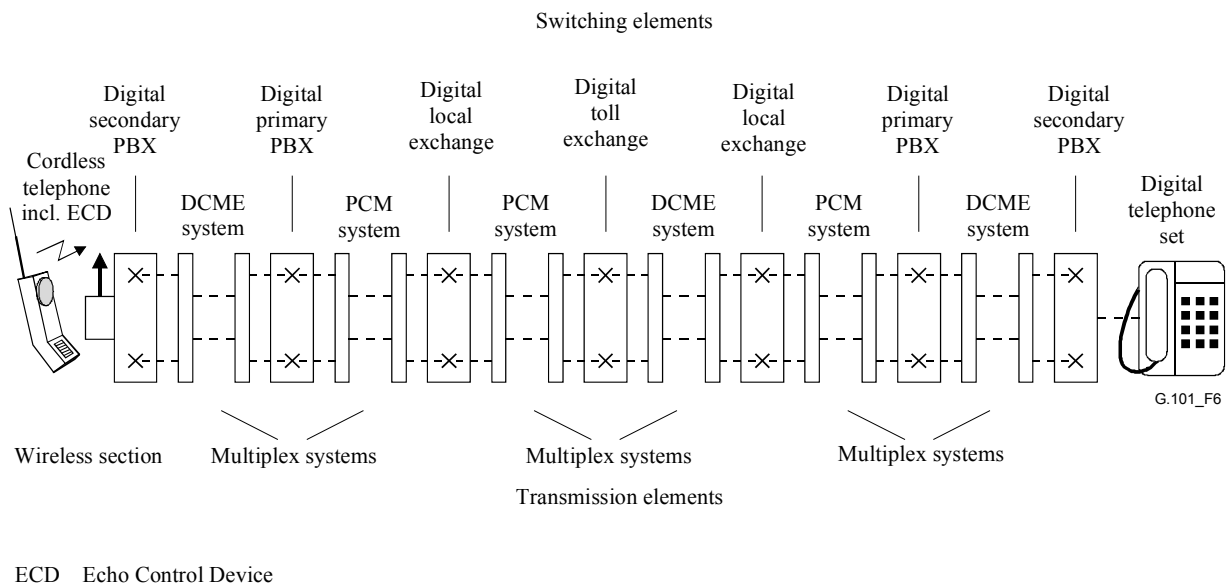 Switching elements
Digital
secondary
PBX
Digital
primary
PBX
Digital
local
exchange
Digital
toll
exchange
Digital
local
exchange
Digital
primary
PBX
Digital
secondary
PBX
Cordless
telephone
incl. ECD
DCME
system
PCM
system
PCM
system
DCME
system
PCM
system
DCME
system
Digital
telephone
set
G.101_F6
Wireless section
Multiplex systems
Multiplex systems
Multiplex systems
Transmission elements
ECD Echo Control Device